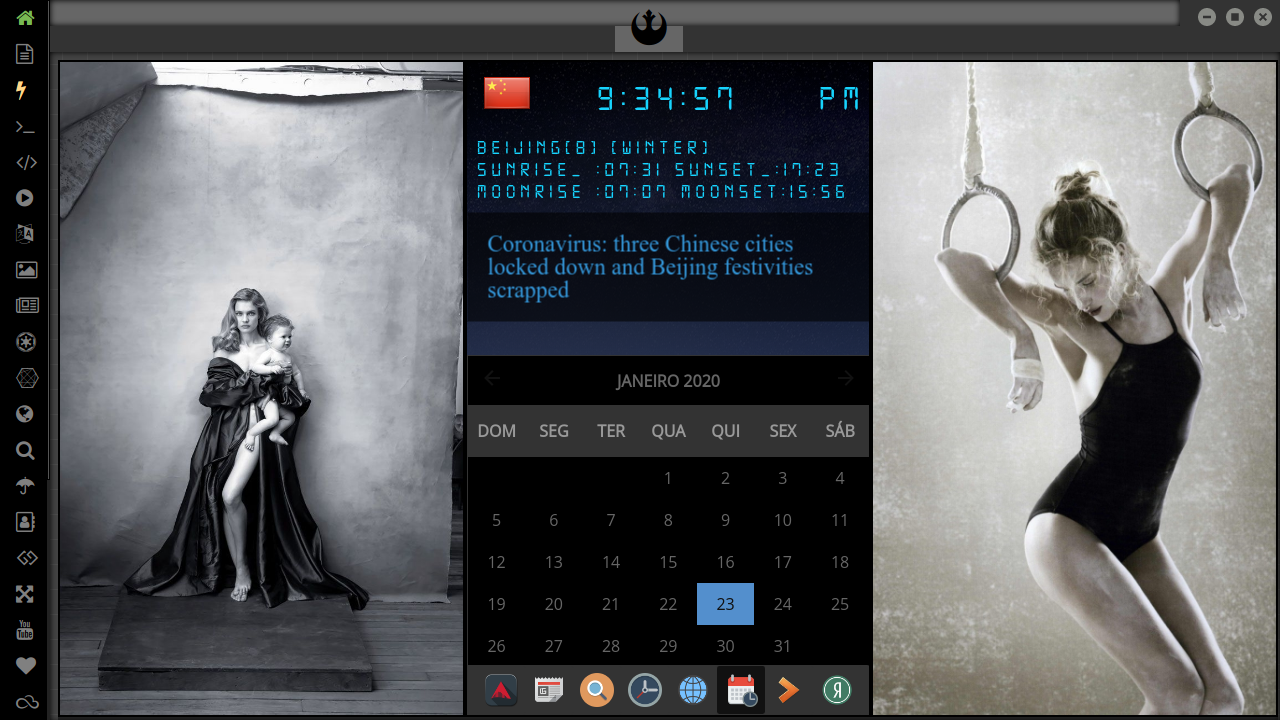 9:34:57 PM
BEIJING[8] [WINTER]
SUNRISE_ :07:31 SUNSET_:17:23
MOONRISE :07:07 MOONSET:15:56
Coronavirus: three Chinese cities
locked down and Beijing festivities
scrapped
JANEIRO 2020
DOM SEG TER QUA QUI SEX SÁB
1 2 3 4
5 6 7 8 9 10 11
12 13 14 15 16 17 18
19 20 21 22 23 24 25
26 27 28 29 30 31
You
Tube
Я